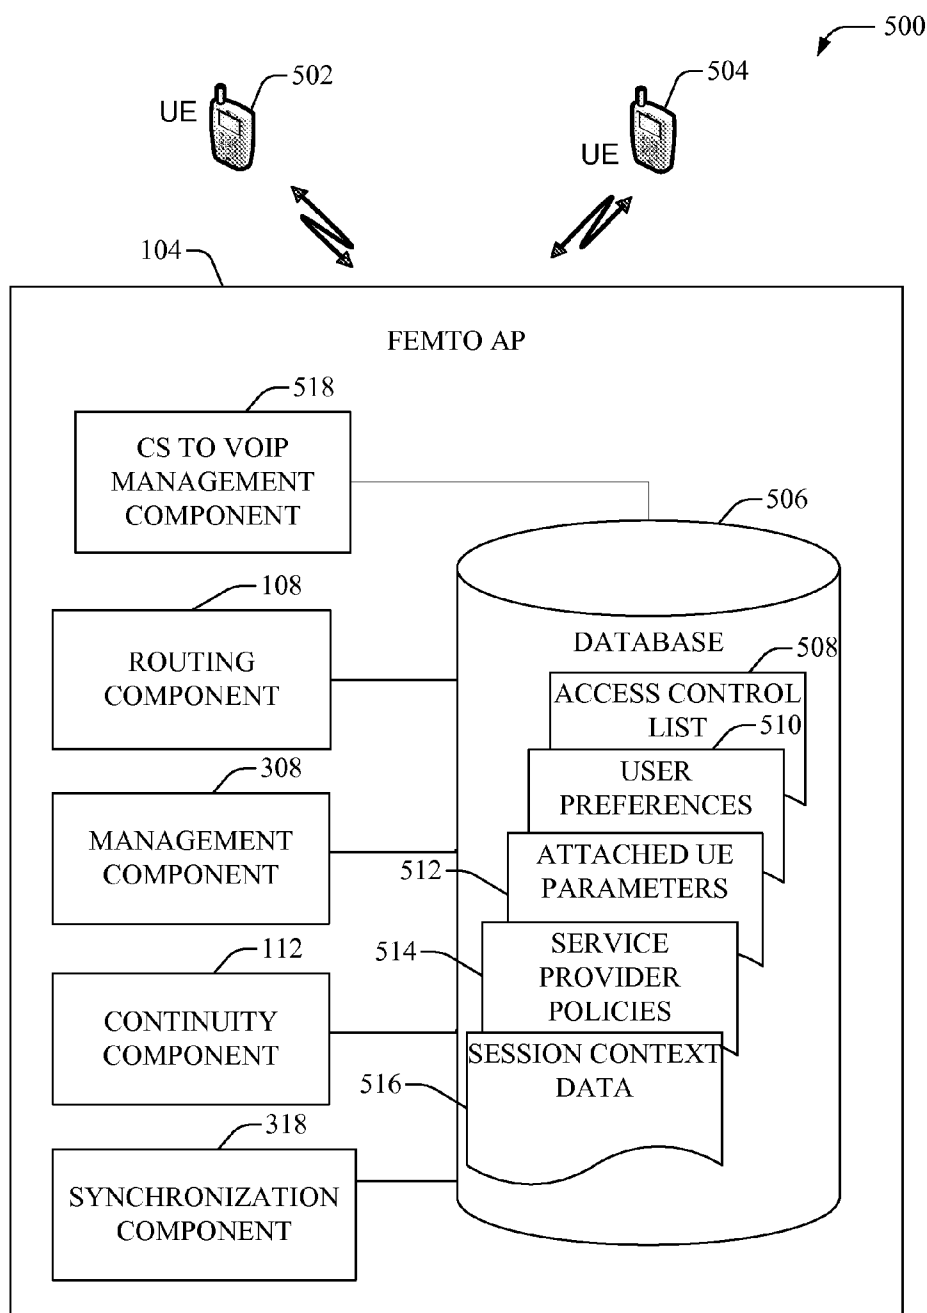 500
502
504
UE
UE
104
FEMTO AP
518
CS TO VOIP
MANAGEMENT
COMPONENT
506
108
ROUTING
COMPONENT
DATABASE
508
ACCESS CONTROL
LIST
510
USER
PREFERENCES
308
MANAGEMENT
COMPONENT
512
ATTACHED UE
PARAMETERS
112
CONTINUITY
COMPONENT
514
SERVICE
PROVIDER
POLICIES
516
SESSION CONTEXT
DATA
318
SYNCHRONIZATION
COMPONENT